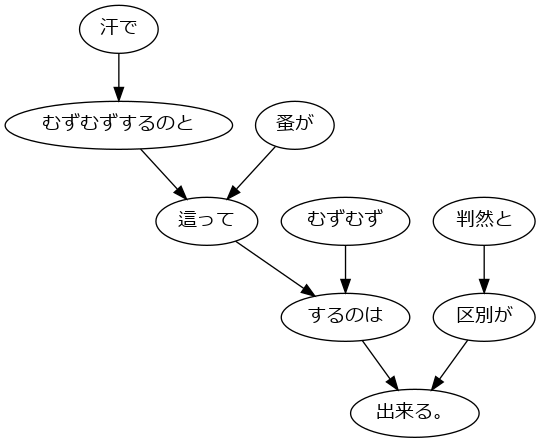 汗で
むずむずするのと
蚤が
這って
むずむず
判然と
するのは
区別が
出来る。